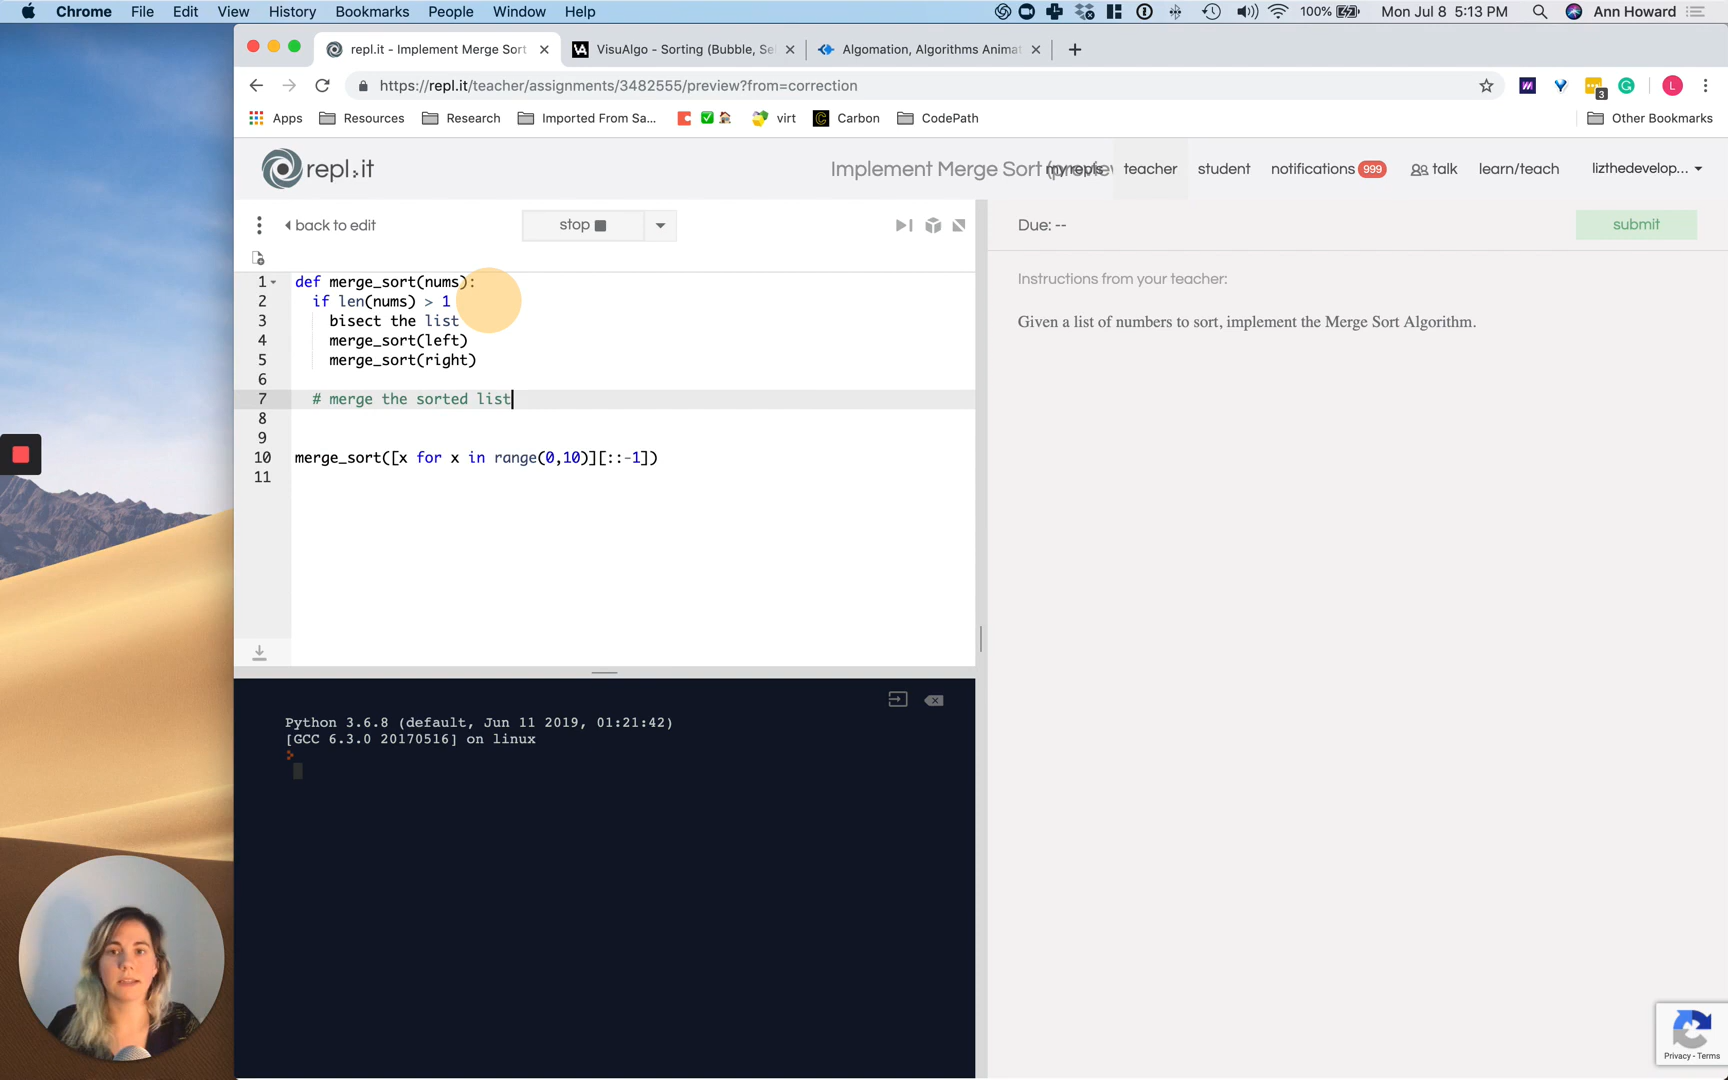 Chrome File Edit View History Bookmarks People Window Help 100% Mon Jul 8 5:13 PM Ann Howard
repl.it - Implement Merge Sort
VisuAlgo - Sorting (Bubble, Se
Algomation, Algorithms Animat
https://repl.it/teacher/assignments/3482555/preview?from=correction
3
L
Apps Resources Research Imported From Sa... virt Carbon CodePath Other Bookmarks
repl.it
Implement Merge Sort
my repls teacher student notifications 999 talk learn/teach lizthedevelop...
back to edit
stop
Due: --
submit
Instructions from your teacher:
Given a list of numbers to sort, implement the Merge Sort Algorithm.
1 def merge_sort(nums):
2 if len(nums) > 1
3 bisect the list
4 merge_sort(left)
5 merge_sort(right)
6
7 # merge the sorted list
8
9
10 merge_sort([x for x in range(0,10)][::-1])
11
Python 3.6.8 (default, Jun 11 2019, 01:21:42)
[GCC 6.3.0 20170516] on linux
Privacy - Terms